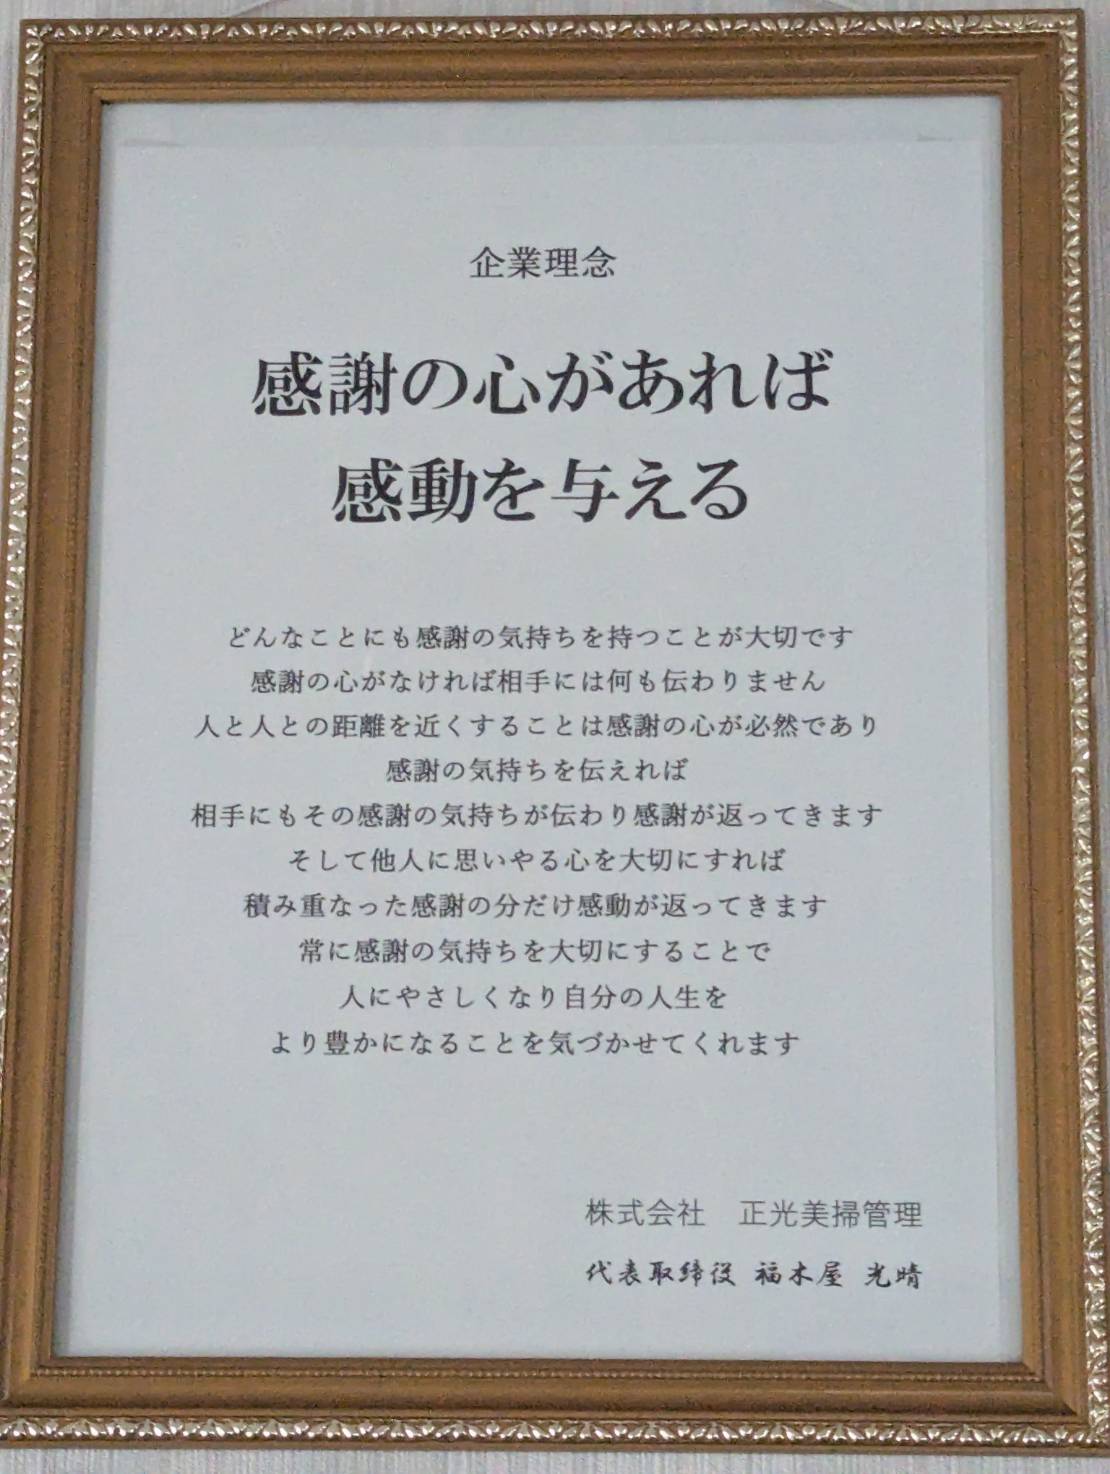 企業理念
感謝の心があれば
感動を与える
どんなことにも感謝の気持ちを持つことが大切です
感謝の心がなければ相手には何も伝わりません
人と人との距離を近くすることは感謝の心が必然であり
感謝の気持ちを伝えれば
相手にもその感謝の気持ちが伝わり感謝が返ってきます
そして他人に思いやる心を大切にすれば
積み重なった感謝の分だけ感動が返ってきます
常に感謝の気持ちを大切にすることで
人にやさしくなり自分の人生を
より豊かになることを気づかせてくれます
株式会社　正光美掃管理
代表取締役 福木屋 光晴